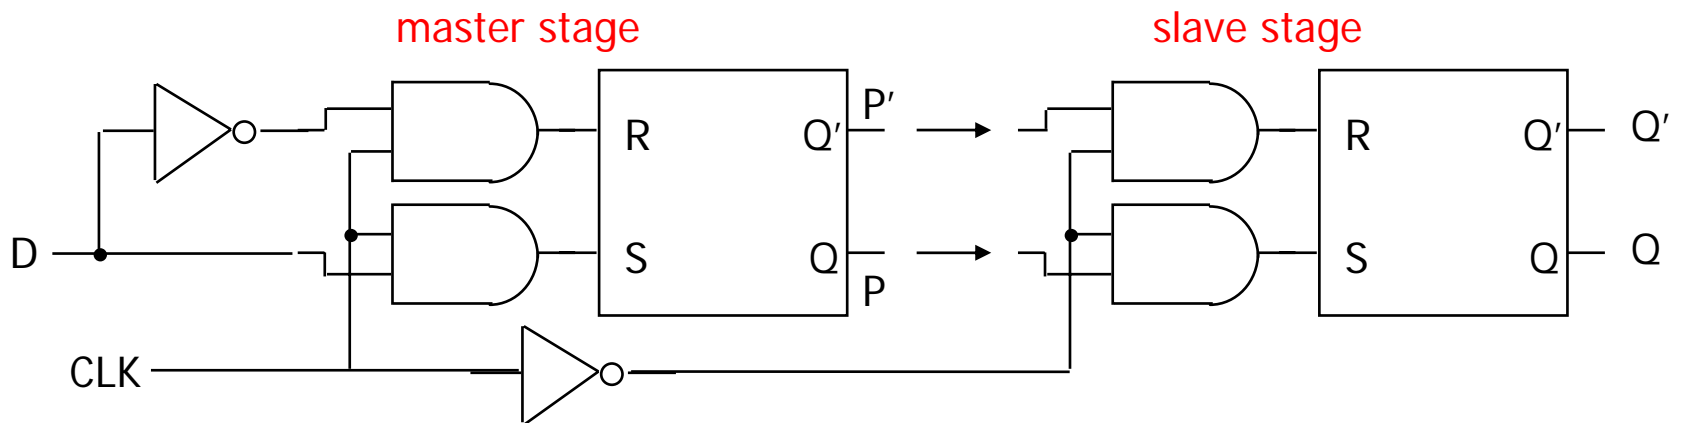 master stage
slave stage
P′
R
Q′
R
Q′
Q′
D
S
Q
S
Q
Q
P
CLK